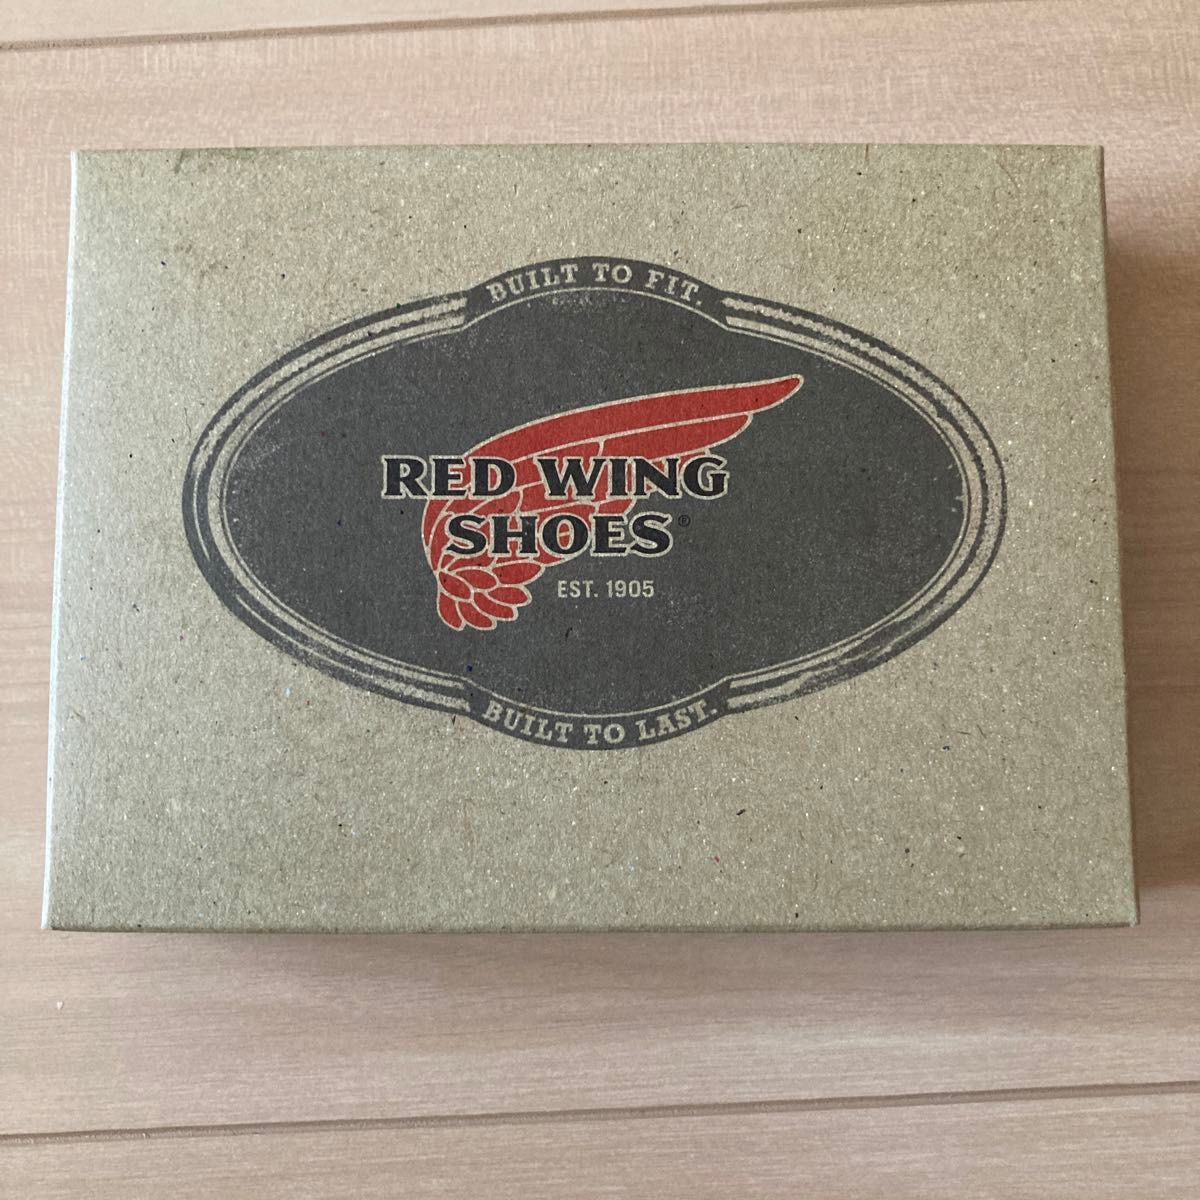 BUILT TO FIT.
RED WING
SHOES®
EST. 1905
BUILT TO LAST.